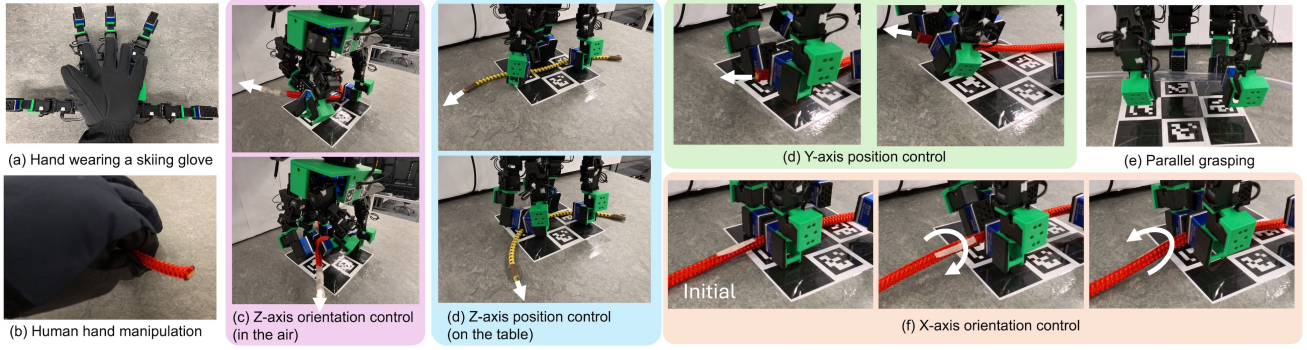 (a) Hand wearing a skiing glove
(b) Human hand manipulation
(c) Z-axis orientation control
(in the air)
(d) Z-axis position control
(on the table)
(d) Y-axis position control
(e) Parallel grasping
Initial
(f) X-axis orientation control